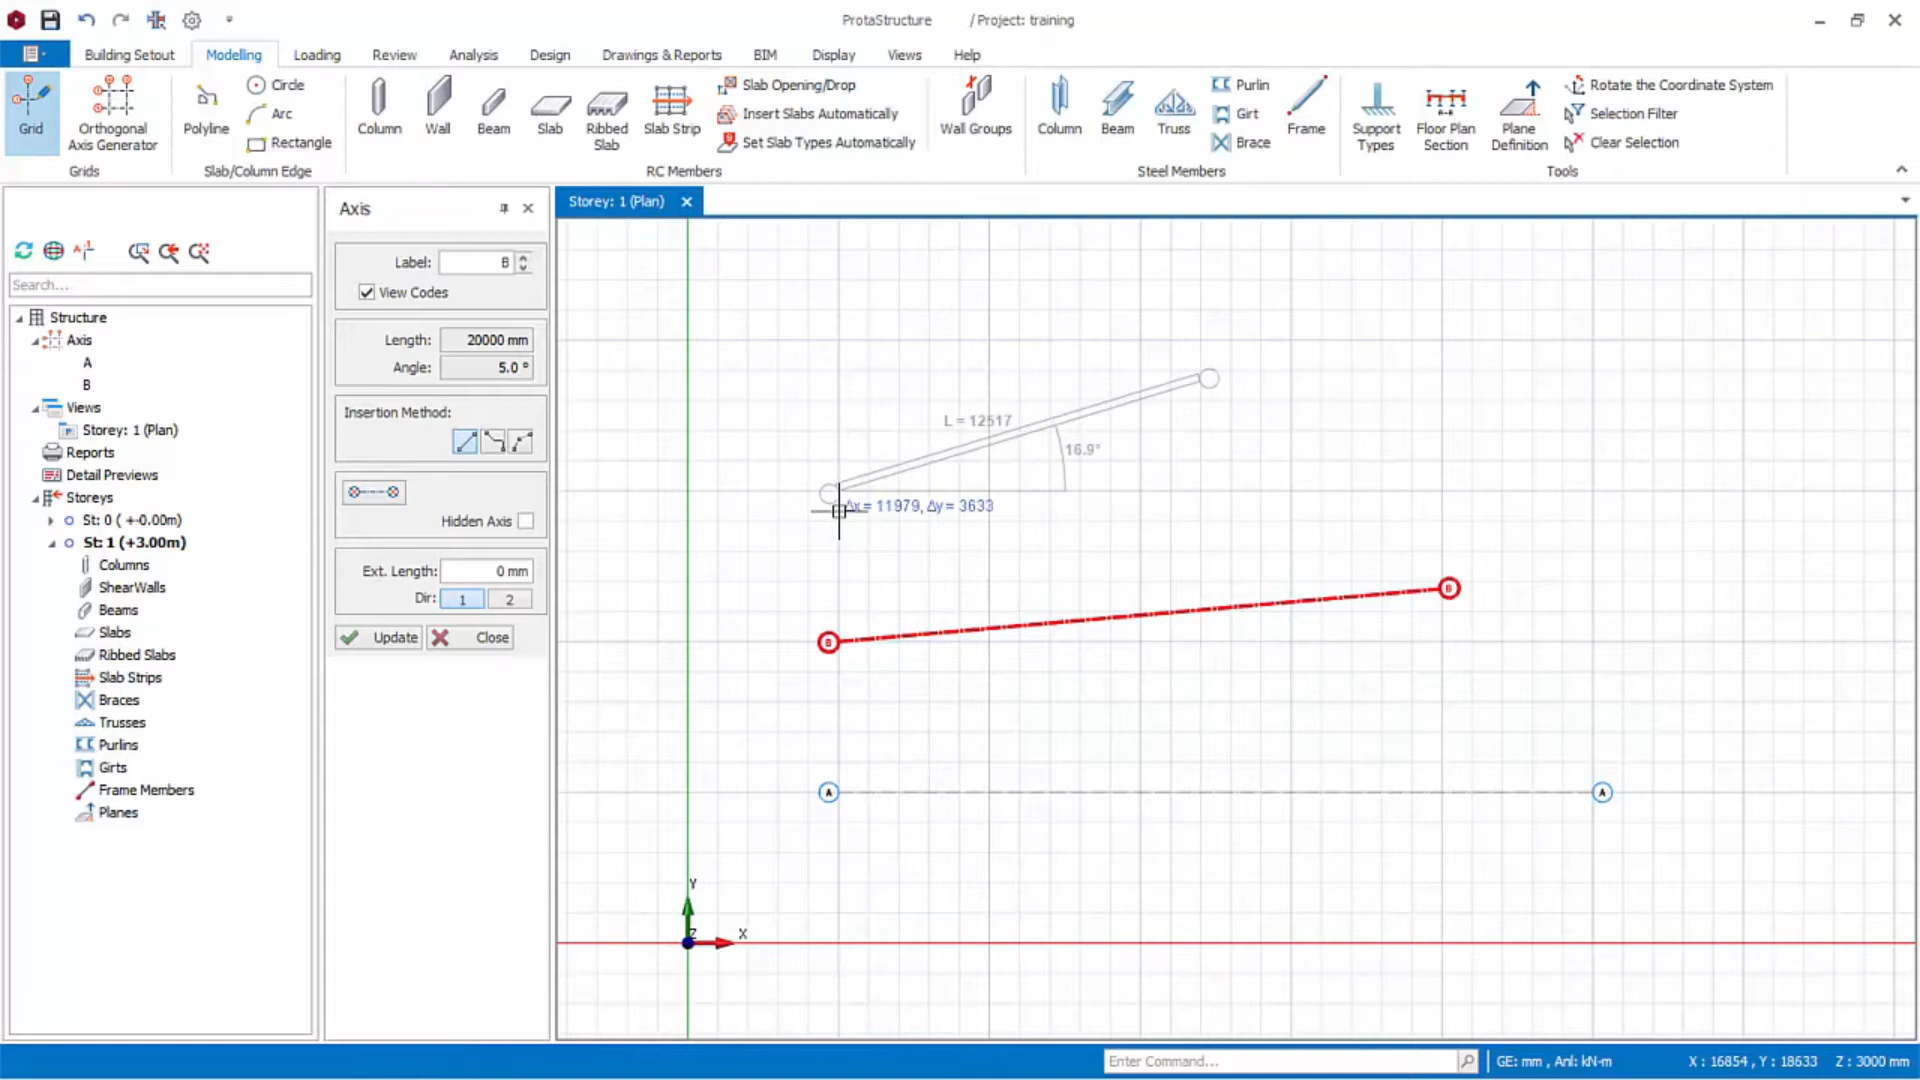 ProtaStructure / Project: training
Building Setout Modelling Loading Review Analysis Design Drawings & Reports BIM Display Views Help
Grid
Orthogonal
Axis Generator
Grids
Polyline
Circle
Arc
Rectangle
Slab/Column Edge
Column
Wall
Beam
Slab
Ribbed
Slab
Slab Strip
Slab Opening/Drop
Insert Slabs Automatically
Set Slab Types Automatically
RC Members
Wall Groups
Column
Beam
Truss
Purlin
Girt
Brace
Frame
Steel Members
Support
Types
Floor Plan
Section
Plane
Definition
Rotate the Coordinate System
Selection Filter
Clear Selection
Tools
Search...
Structure
Axis
A
B
Views
Storey: 1 (Plan)
Reports
Detail Previews
Storeys
St: 0 ( +-0.00m)
St: 1 (+3.00m)
Columns
ShearWalls
Beams
Slabs
Ribbed Slabs
Slab Strips
Braces
Trusses
Purlins
Girts
Frame Members
Planes
Axis
Label: B
View Codes
Length: 20000 mm
Angle: 5.0 °
Insertion Method:
Hidden Axis
Ext. Length: 0 mm
Dir: 1 2
Update Close
Storey: 1 (Plan)
L = 12517
16.9°
Δx = 11979, Δy = 3633
B
B
A
A
Y
Z
X
Enter Command...
GE: mm , Anl: kN-m
X : 16854 , Y : 18633 Z : 3000 mm